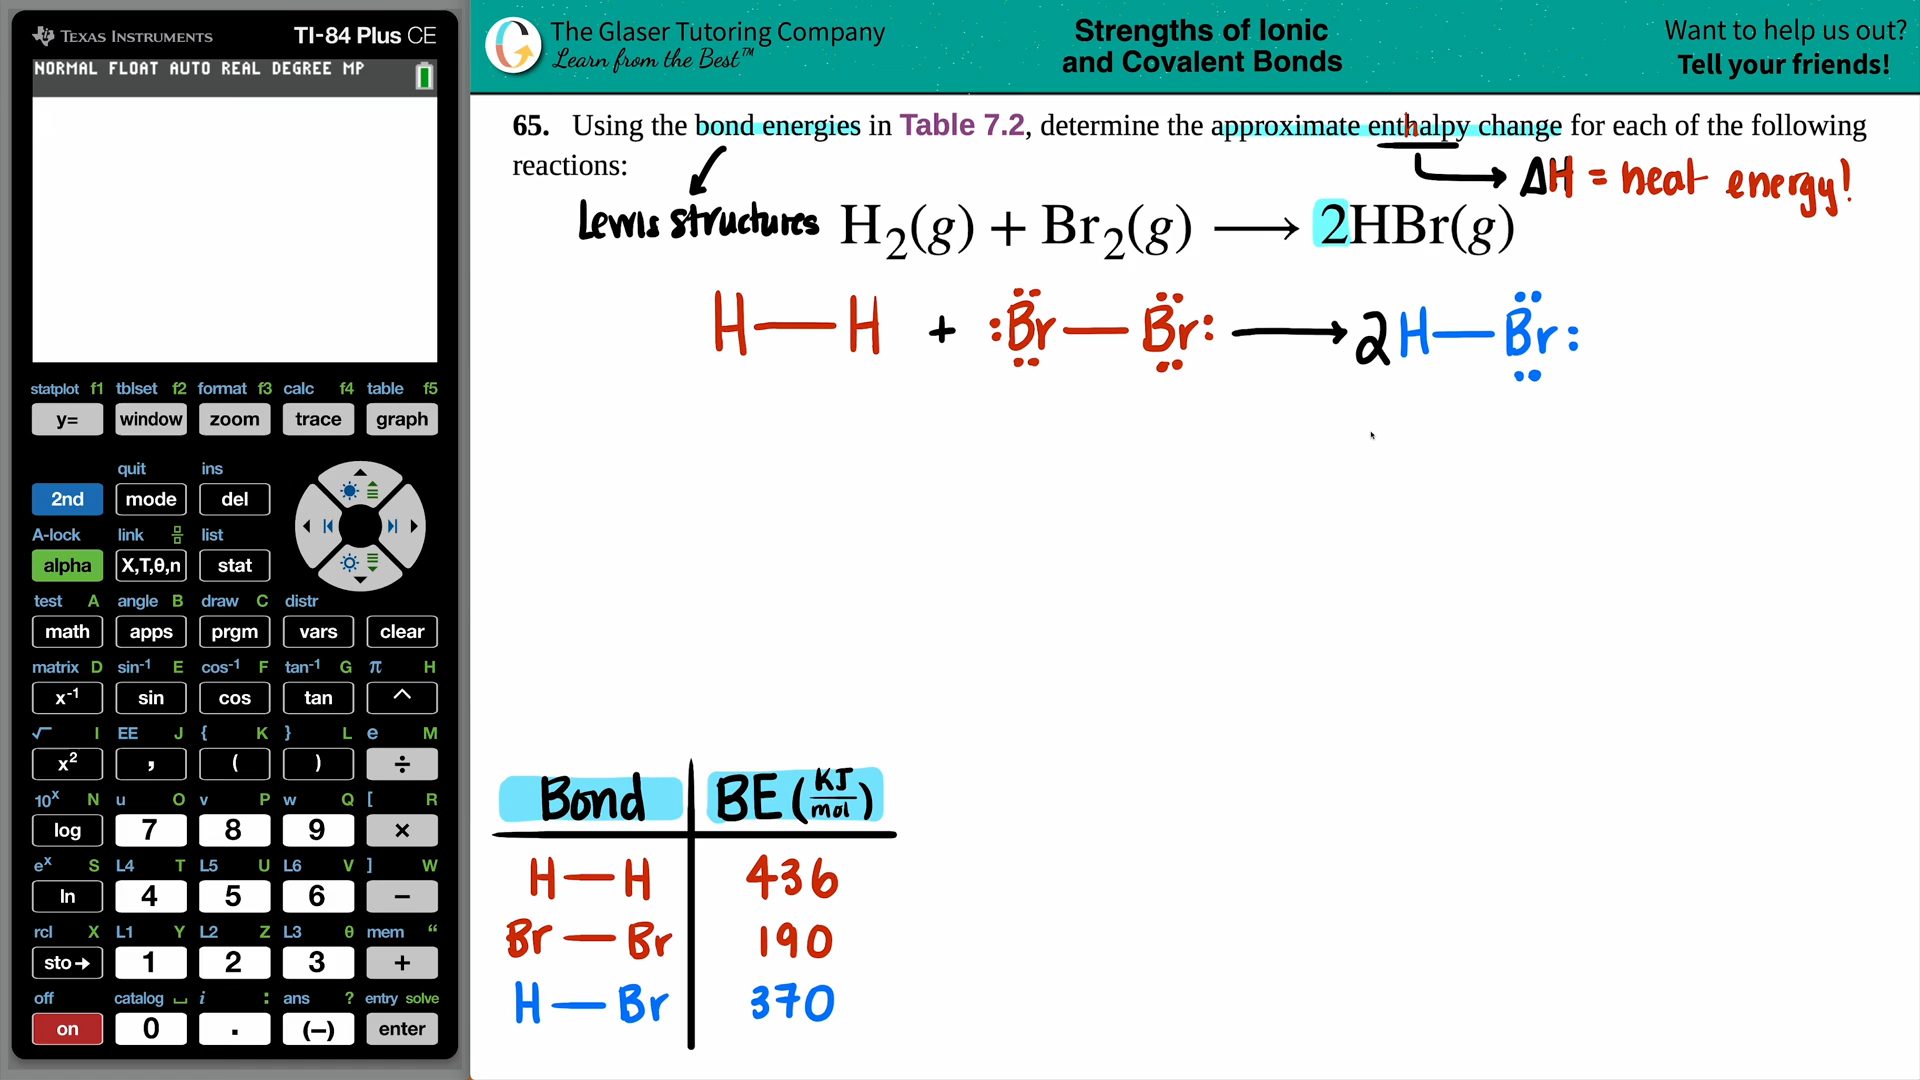 TEXAS INSTRUMENTS TI-84 Plus CE
NORMAL FLOAT AUTO REAL DEGREE MP
statplot f1 tblset f2 format f3 calc f4 table f5
y= window zoom trace graph
quit ins
2nd mode del
A-lock link list
alpha X,T,θ,n stat
test A angle B draw C distr
math apps prgm vars clear
matrix D sin⁻¹ E cos⁻¹ F tan⁻¹ G π H
x⁻¹ sin cos tan ^
√ I EE J { K } L e M
x² , ( ) ÷
10ˣ N u O v P w Q [ R
log 7 8 9 ×
eˣ S L4 T L5 U L6 V ] W
ln 4 5 6 −
rcl X L1 Y L2 Z L3 θ mem "
sto→ 1 2 3 +
off catalog ⎵ i : ans ? entry solve
on 0 . (−) enter
The Glaser Tutoring Company
Learn from the Best™
Strengths of Ionic
and Covalent Bonds
Want to help us out?
Tell your friends!
65. Using the bond energies in Table 7.2, determine the approximate enthalpy change for each of the following
reactions:
ΔH = heat energy!
Lewis structures H₂(g) + Br₂(g) ⟶ 2HBr(g)
H—H + :Br—Br: ⟶ 2H—Br:
Bond BE (KJ/mol)
H—H 436
Br—Br 190
H—Br 370